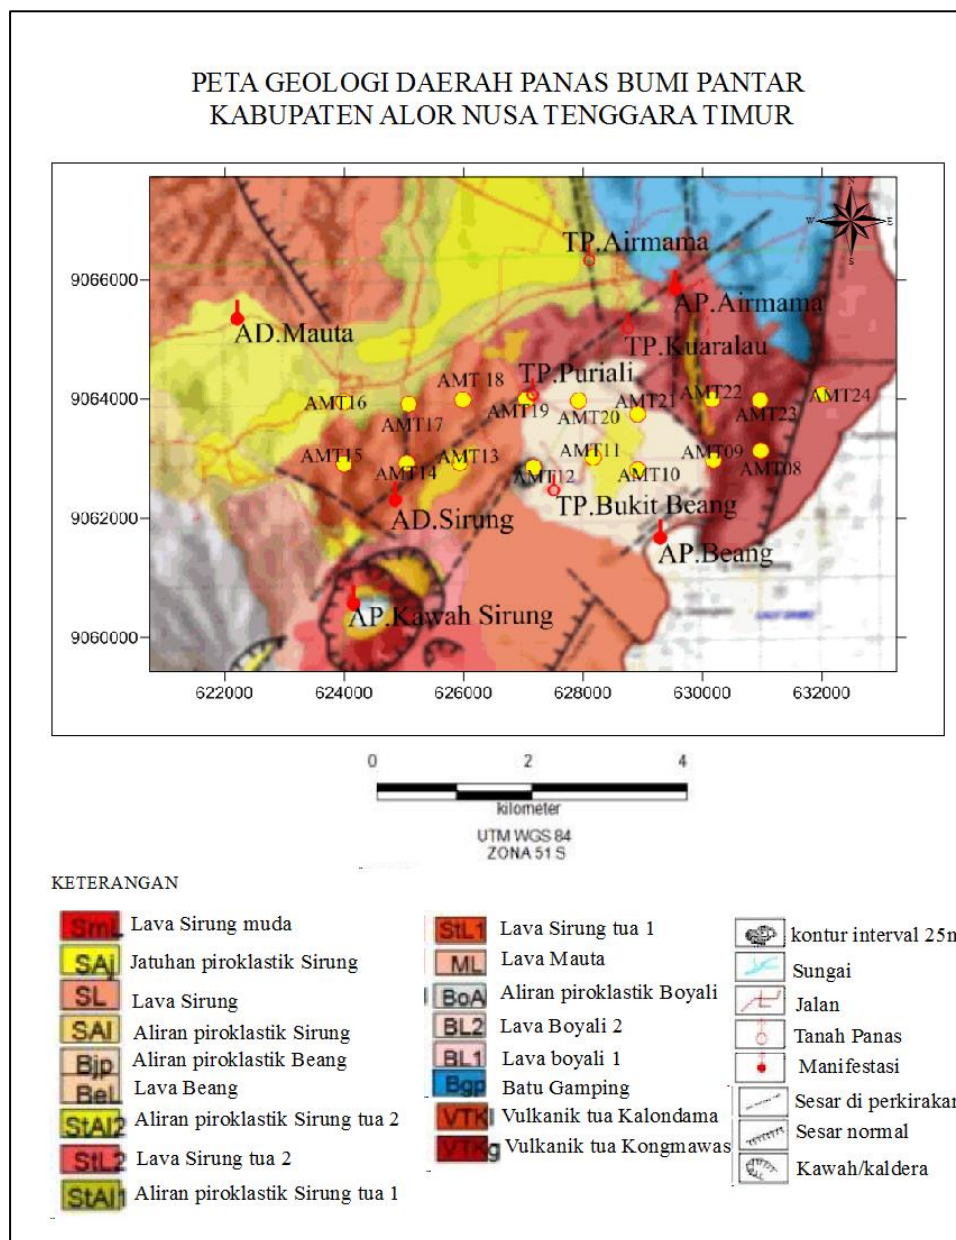 PETA GEOLOGI DAERAH PANAS BUMI PANTAR
KABUPATEN ALOR NUSA TENGGARA TIMUR
N
W
E
S
TP.Airmama
9066000
AP.Airmama
AD.Mauta
TP.Kuaralau
AMT 18
TP.Puriali
9064000
AMT16
AMT17
AMT19
AMT20
AMT21
AMT22
AMT23
AMT24
AMT15
AMT14
AMT13
AMT12
AMT11
AMT10
AMT09
AMT08
9062000
AD.Sirung
TP.Bukit Beang
AP.Beang
AP.Kawah Sirung
9060000
622000
624000
626000
628000
630000
632000
0
2
4
kilometer
UTM WGS 84
ZONA 51 S
KETERANGAN
SmL Lava Sirung muda
SAj Jatuhan piroklastik Sirung
SL Lava Sirung
SAl Aliran piroklastik Sirung
Bjp Aliran piroklastik Beang
BeL Lava Beang
StAl2 Aliran piroklastik Sirung tua 2
StL2 Lava Sirung tua 2
StAl1 Aliran piroklastik Sirung tua 1
StL1 Lava Sirung tua 1
ML Lava Mauta
BoA Aliran piroklastik Boyali
BL2 Lava Boyali 2
BL1 Lava boyali 1
Bgp Batu Gamping
VTKl Vulkanik tua Kalondama
VTKg Vulkanik tua Kongmawas
kontur interval 25m
Sungai
Jalan
Tanah Panas
Manifestasi
Sesar di perkirakan
Sesar normal
Kawah/kaldera